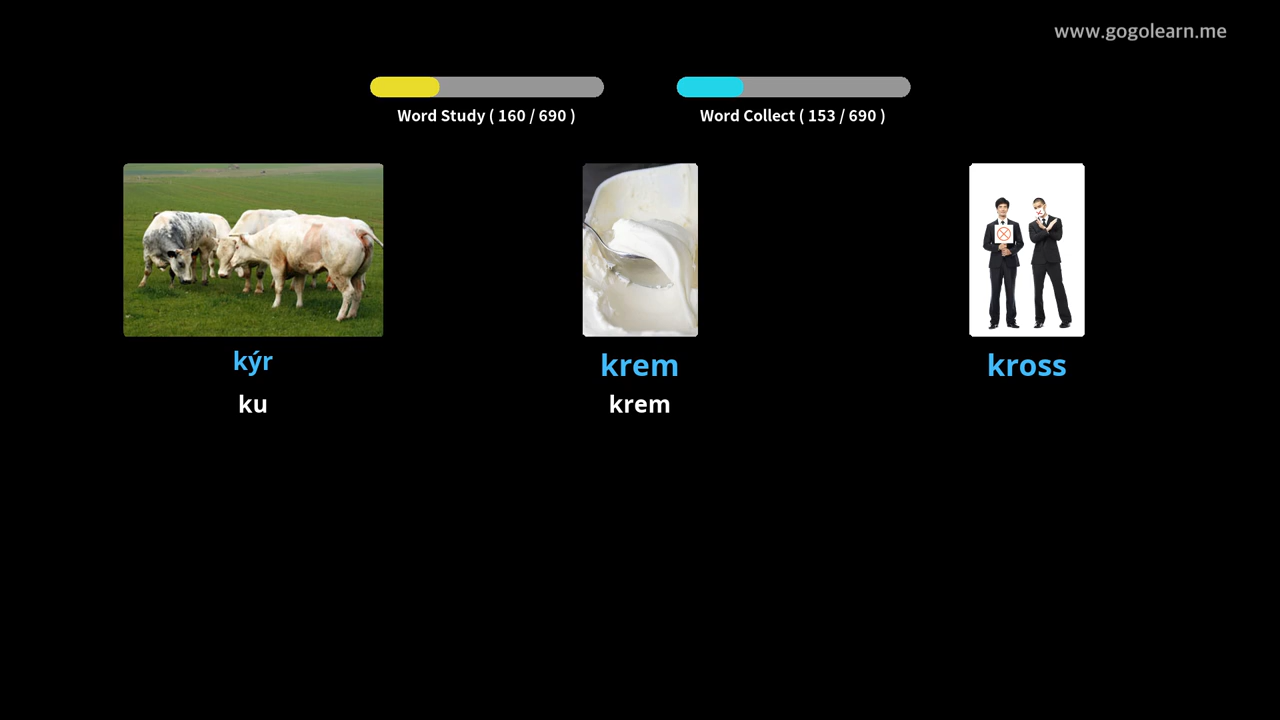 www.gogolearn.me
Word Study ( 160 / 690 )
Word Collect ( 153 / 690 )
kýr
krem
kross
ku
krem